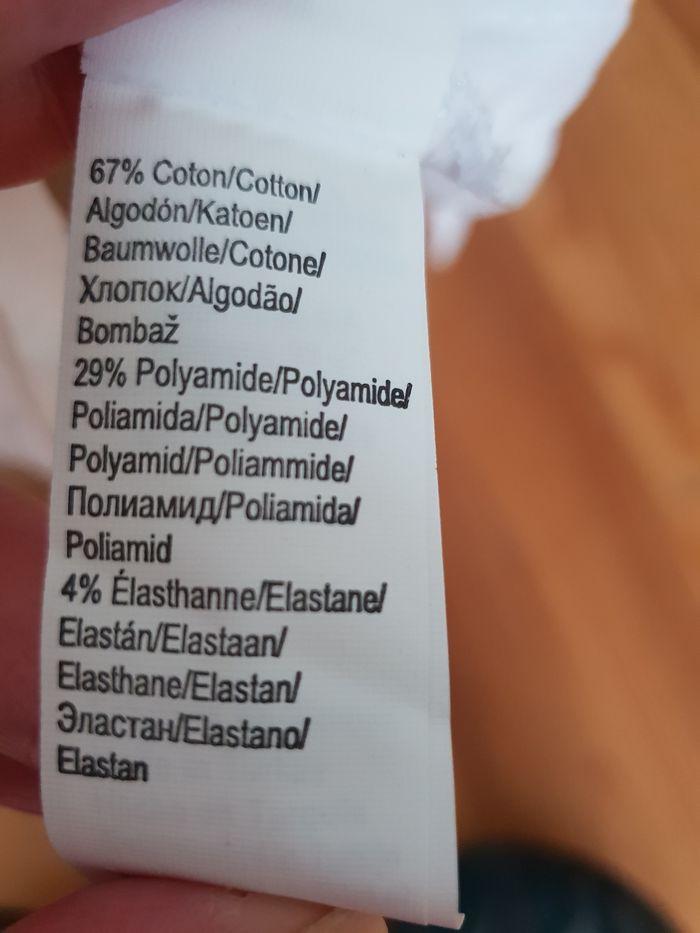 67% Coton/Cotton/
Algodón/Katoen/
Baumwolle/Cotone/
Хлопок/Algodão/
Bombaž
29% Polyamide/Polyamide/
Poliamida/Polyamide/
Polyamid/Poliammide/
Полиамид/Poliamida/
Poliamid
4% Élasthanne/Elastane/
Elastán/Elastaan/
Elasthane/Elastan/
Эластан/Elastano/
Elastan